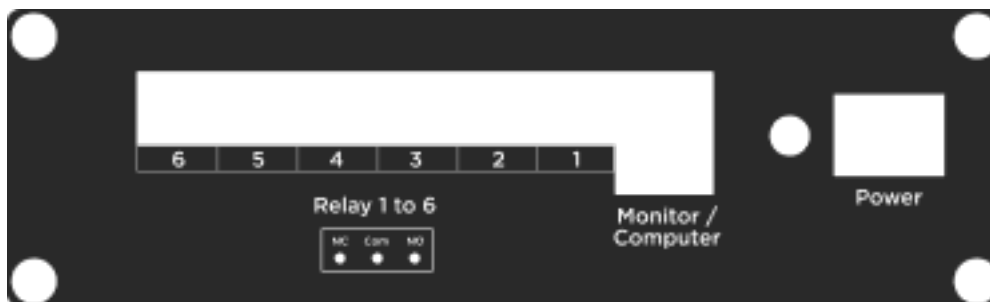 6 5 4 3 2 1
Power
Relay 1 to 6
Monitor /
Computer
NC Com NO